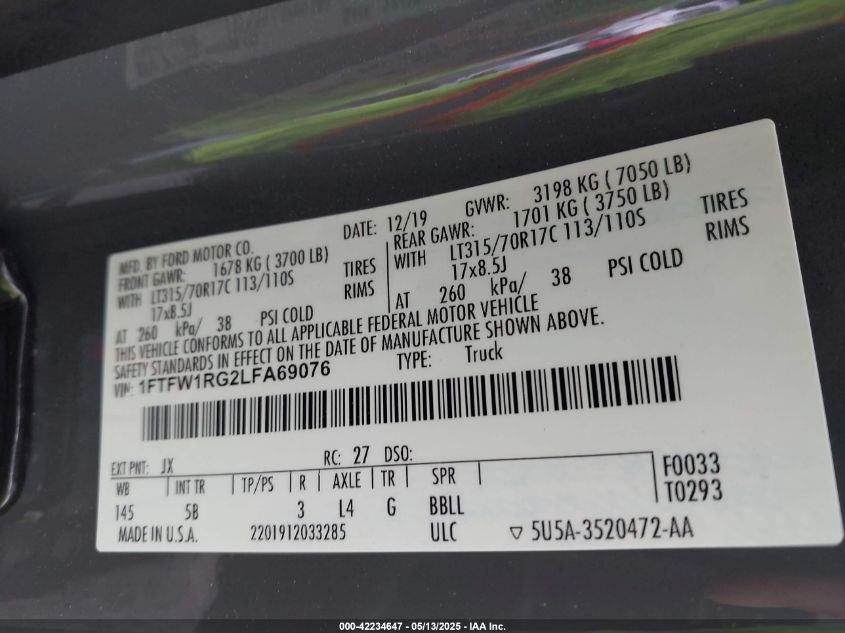 MFD. BY FORD MOTOR CO.
DATE: 12/19
GVWR: 3198 KG ( 7050 LB)
FRONT GAWR: 1678 KG ( 3700 LB)
REAR GAWR: 1701 KG ( 3750 LB)
WITH LT315/70R17C 113/110S TIRES
WITH LT315/70R17C 113/110S TIRES
17x8.5J RIMS
17x8.5J RIMS
AT 260 kPa/ 38 PSI COLD
AT 260 kPa/ 38 PSI COLD
THIS VEHICLE CONFORMS TO ALL APPLICABLE FEDERAL MOTOR VEHICLE
SAFETY STANDARDS IN EFFECT ON THE DATE OF MANUFACTURE SHOWN ABOVE.
VIN: 1FTFW1RG2LFA69076
TYPE: Truck
EXT PNT: JX RC: 27 DSO:
WB INT TR TP/PS R AXLE TR SPR
F0033
T0293
145 5B 3 L4 G BBLL
MADE IN U.S.A. 2201912033285 ULC ▽ 5U5A-3520472-AA
000-42234647 - 05/13/2025 - IAA Inc.